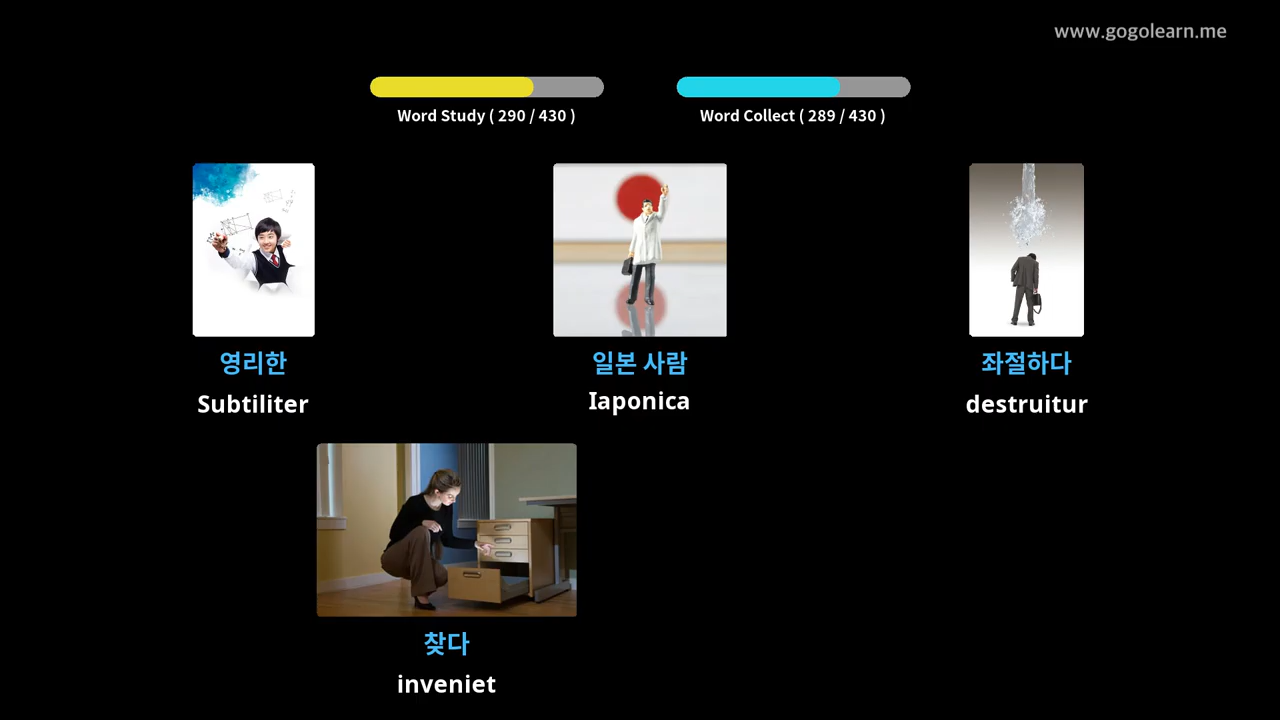 www.gogolearn.me
Word Study ( 290 / 430 )
Word Collect ( 289 / 430 )
영리한
Subtiliter
일본 사람
Iaponica
좌절하다
destruitur
찾다
inveniet